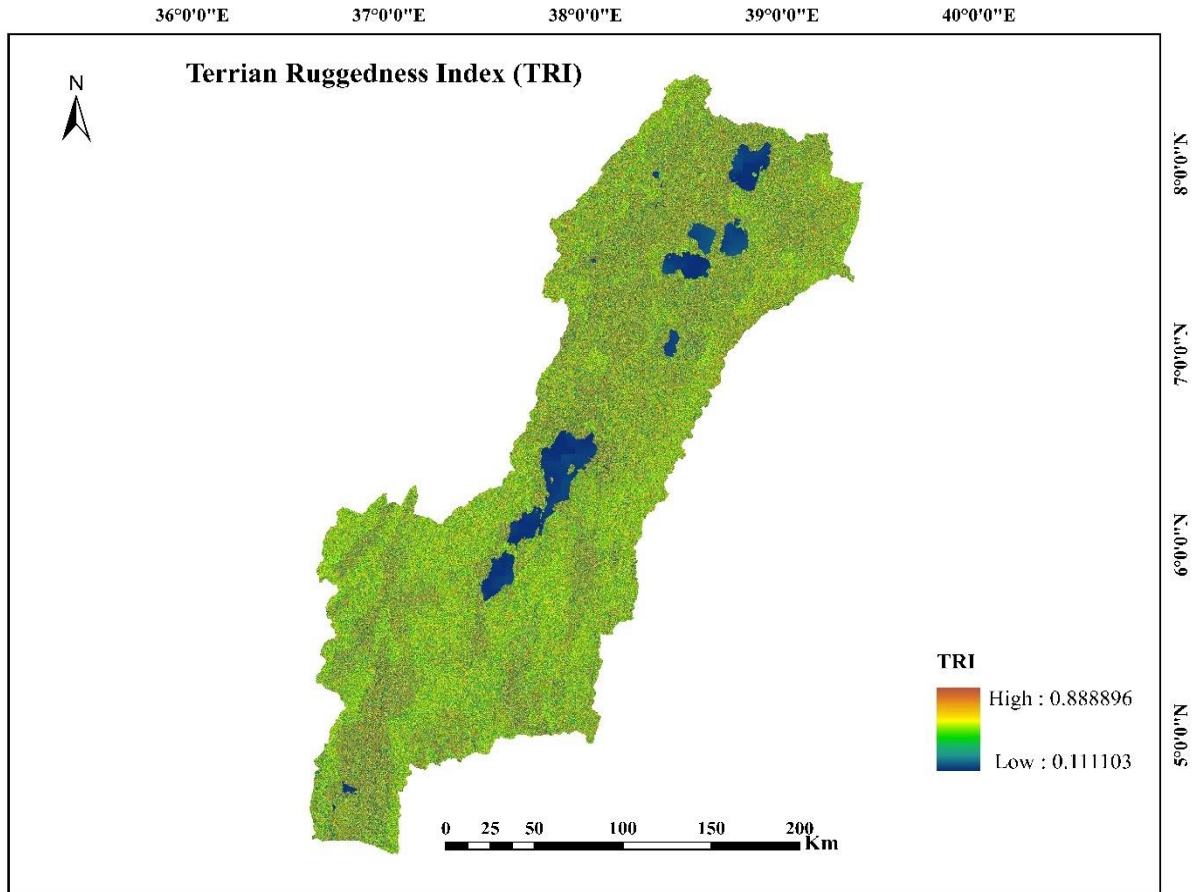 36°0'0"E 37°0'0"E 38°0'0"E 39°0'0"E 40°0'0"E
Terrian Ruggedness Index (TRI)
N
8°0'0"N
7°0'0"N
6°0'0"N
5°0'0"N
TRI
High : 0.888896
Low : 0.111103
0 25 50 100 150 200
Km